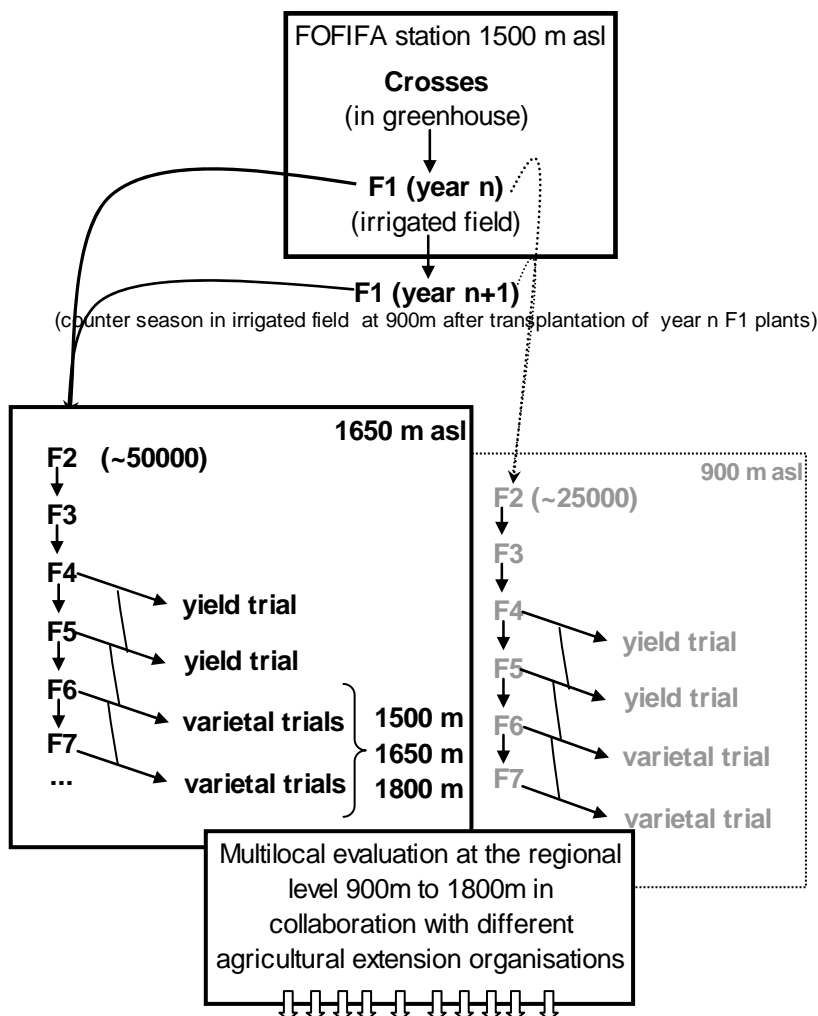 FOFIFA station 1500 m asl
Crosses
(in greenhouse)
F1 (year n)
(irrigated field)
F1 (year n+1)
(counter season in irrigated field at 900m after transplantation of year n F1 plants)
1650 m asl
F2 (~50000)
F3
F4
yield trial
F5
yield trial
F6
varietal trials
F7
varietal trials
...
1500 m
1650 m
1800 m
900 m asl
F2 (~25000)
F3
F4
yield trial
F5
yield trial
F6
varietal trial
F7
varietal trial
Multilocal evaluation at the regional
level 900m to 1800m in
collaboration with different
agricultural extension organisations